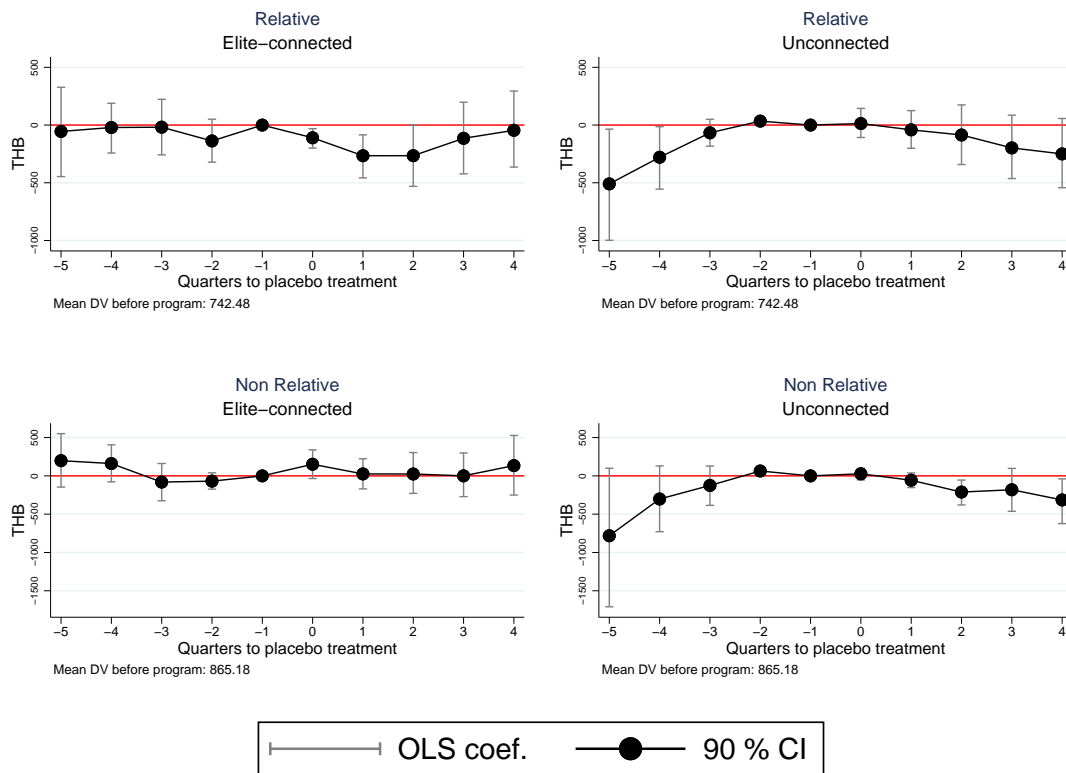 Relative
Elite−connected
500
0
−500
−1000
THB
−5 −4 −3 −2 −1 0 1 2 3 4
Quarters to placebo treatment
Mean DV before program: 742.48
Relative
Unconnected
500
0
−500
−1000
THB
−5 −4 −3 −2 −1 0 1 2 3 4
Quarters to placebo treatment
Mean DV before program: 742.48
Non Relative
Elite−connected
500
0
−500
−1000
−1500
THB
−5 −4 −3 −2 −1 0 1 2 3 4
Quarters to placebo treatment
Mean DV before program: 865.18
Non Relative
Unconnected
500
0
−500
−1000
−1500
THB
−5 −4 −3 −2 −1 0 1 2 3 4
Quarters to placebo treatment
Mean DV before program: 865.18
OLS coef. 90 % CI